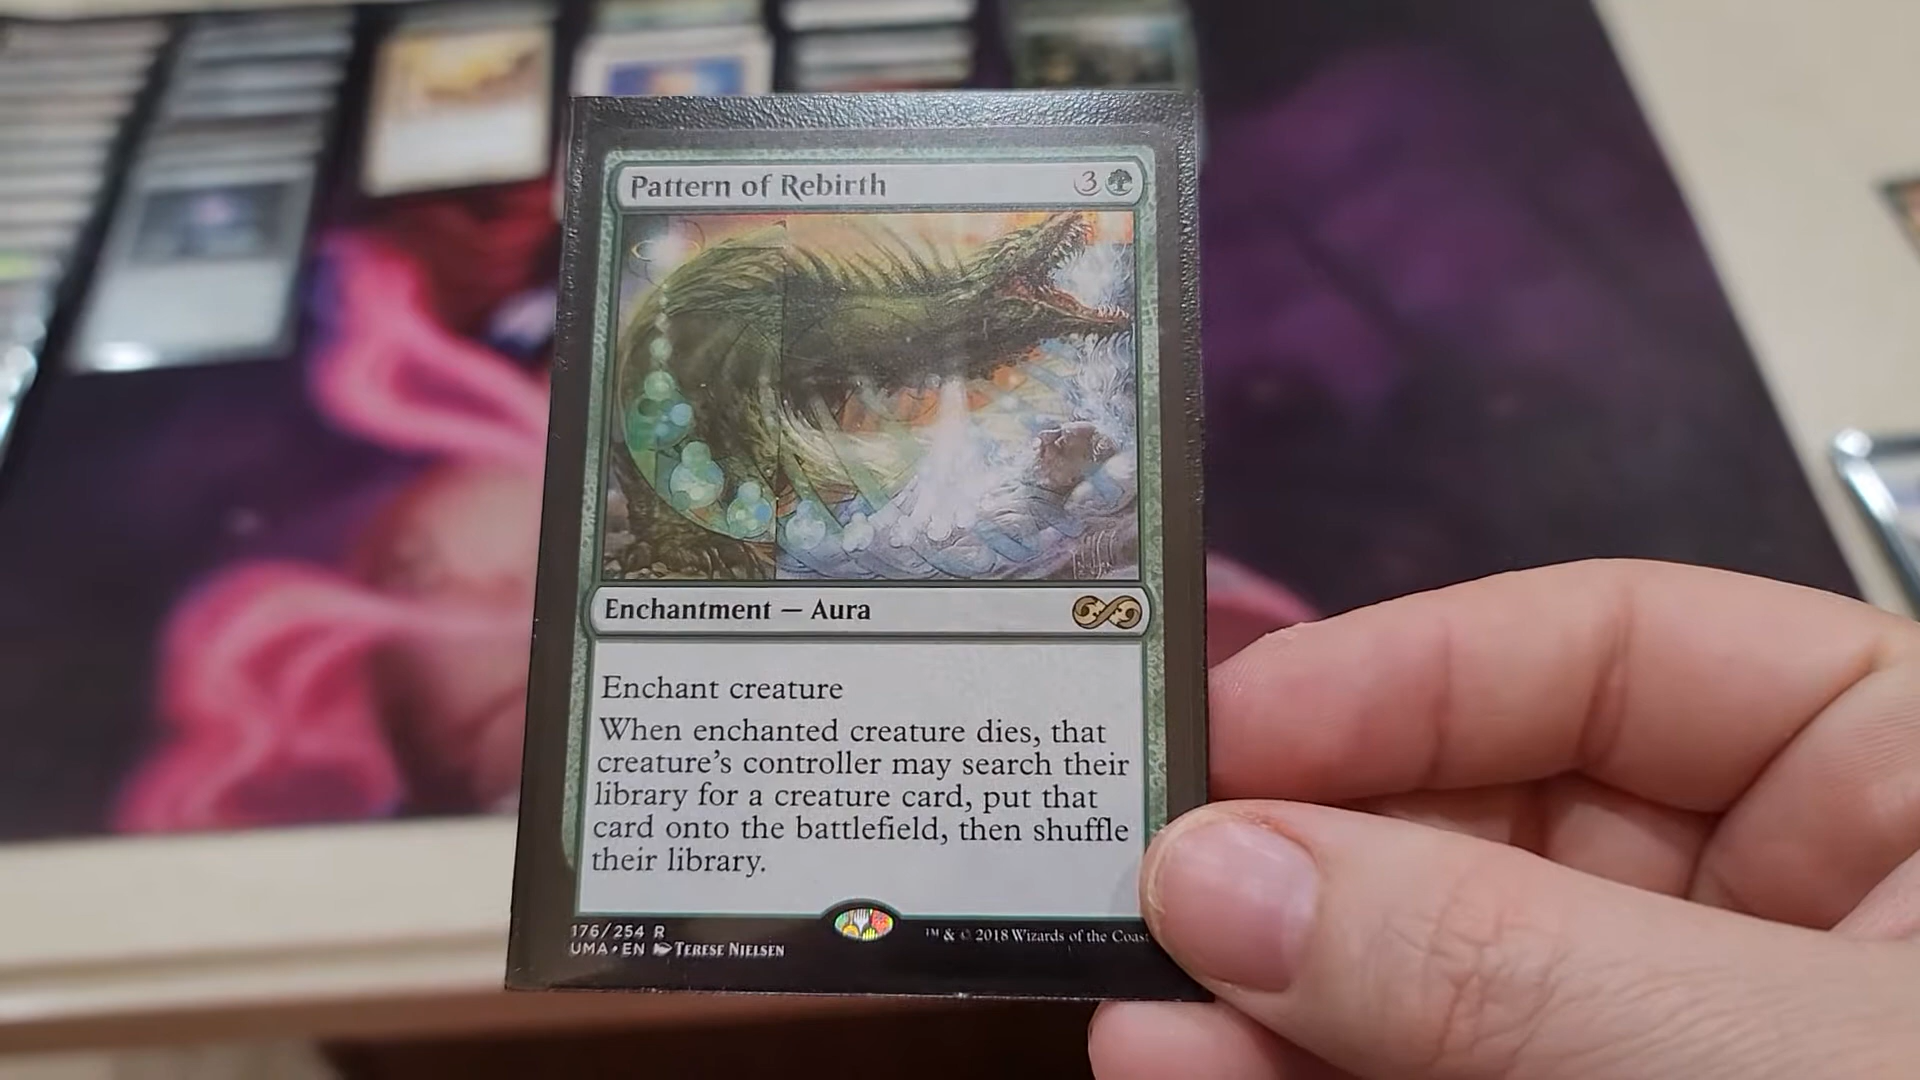 Pattern of Rebirth 3
Enchantment — Aura
Enchant creature
When enchanted creature dies, that
creature's controller may search their
library for a creature card, put that
card onto the battlefield, then shuffle
their library.
176/254 R
UMA • EN Terese Nielsen
™ & © 2018 Wizards of the Coast